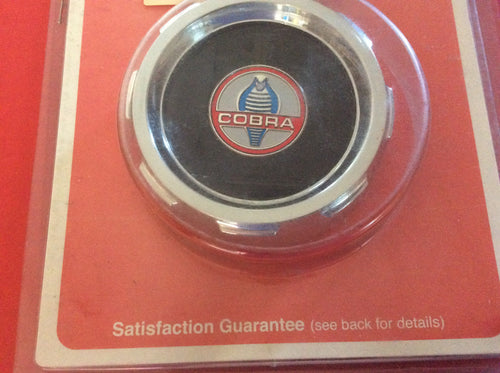 COBRA
Satisfaction Guarantee (see back for details)